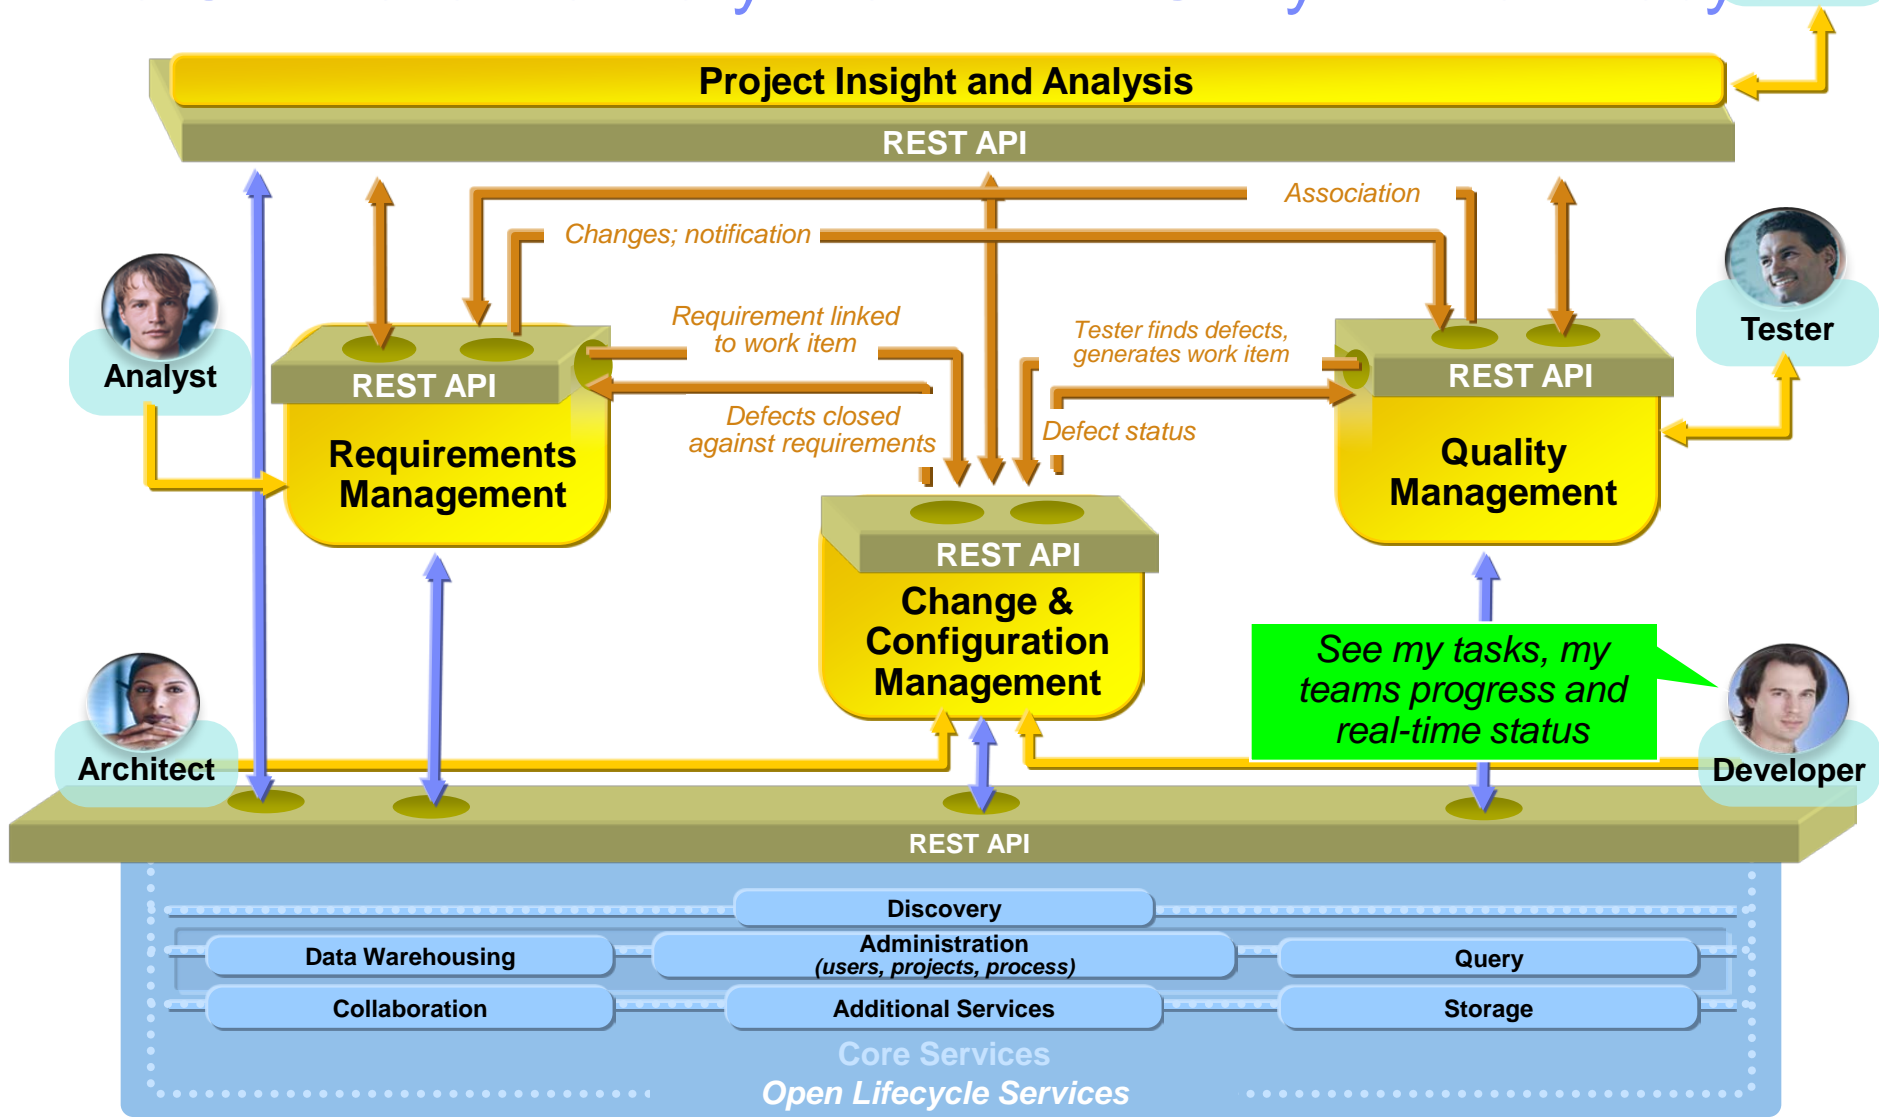 Project Insight and Analysis
REST API
Association
Changes; notification
Requirement linked
to work item
Tester finds defects,
generates work item
Tester
Analyst
REST API
REST API
Defects closed
against requirements
Defect status
Requirements
Management
Quality
Management
REST API
Change &
Configuration
Management
See my tasks, my
teams progress and
real-time status
Architect
Developer
REST API
Discovery
Data Warehousing
Administration
(users, projects, process)
Query
Collaboration
Additional Services
Storage
Core Services
Open Lifecycle Services